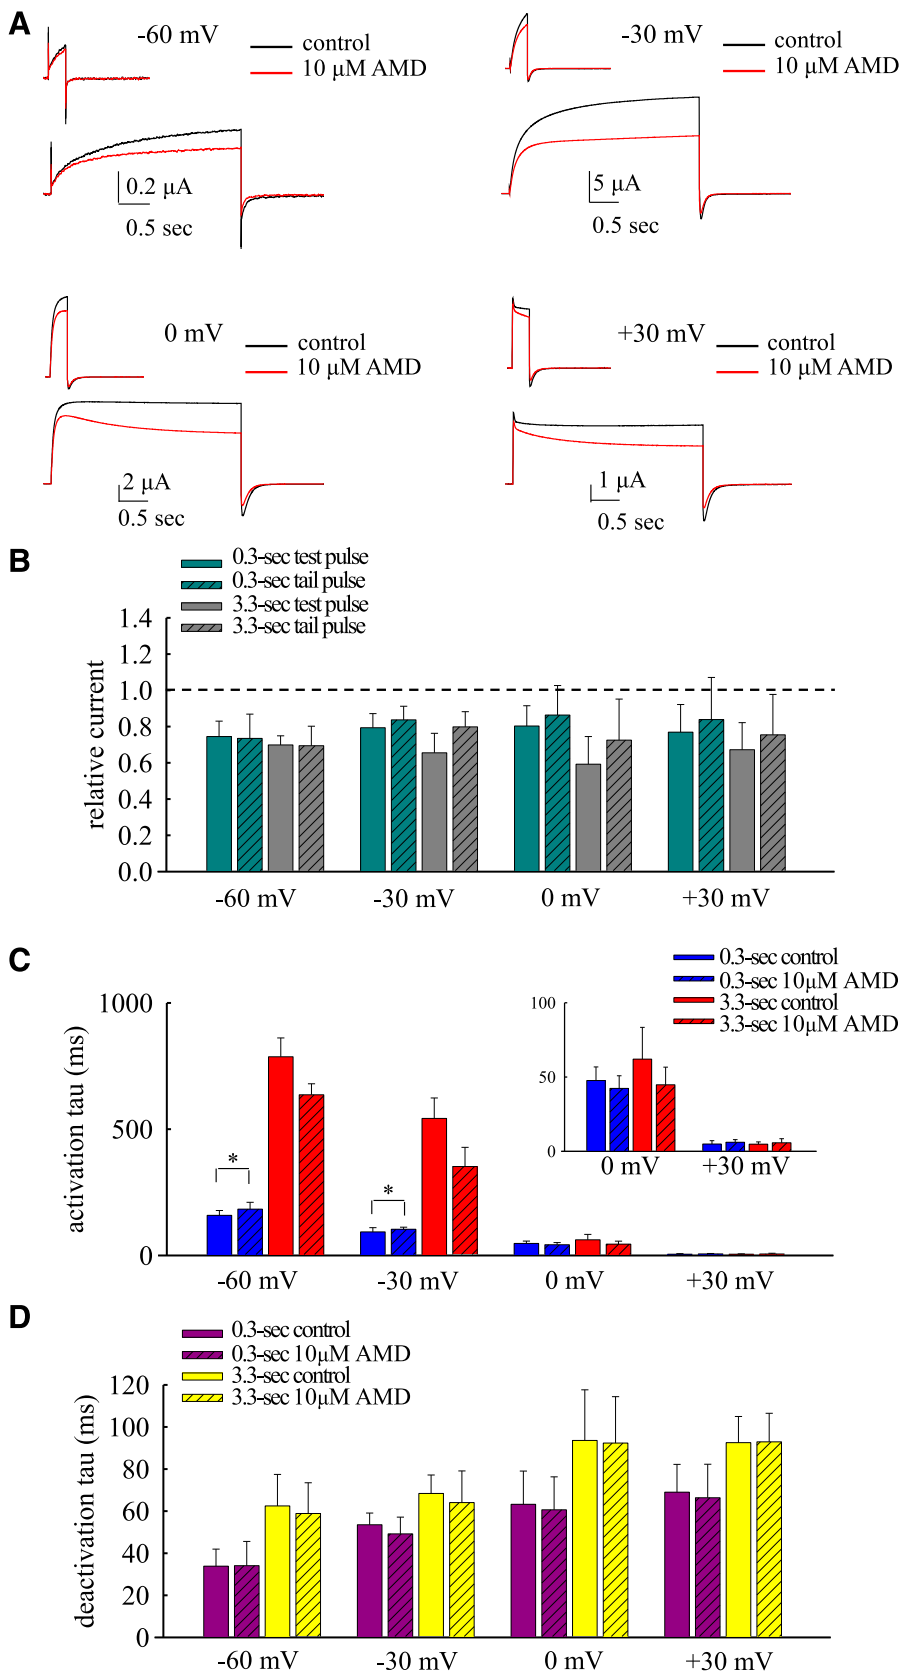 A
-60 mV
control
10 µM AMD
0.2 µA
0.5 sec
-30 mV
control
10 µM AMD
5 µA
0.5 sec
0 mV
control
10 µM AMD
2 µA
0.5 sec
+30 mV
control
10 µM AMD
1 µA
0.5 sec
B
0.3-sec test pulse
0.3-sec tail pulse
3.3-sec test pulse
3.3-sec tail pulse
relative current
1.4
1.2
1.0
0.8
0.6
0.4
0.2
0.0
-60 mV
-30 mV
0 mV
+30 mV
C
0.3-sec control
0.3-sec 10µM AMD
3.3-sec control
3.3-sec 10µM AMD
activation tau (ms)
1000
500
0
*
*
100
50
0
0 mV
+30 mV
-60 mV
-30 mV
0 mV
+30 mV
D
0.3-sec control
0.3-sec 10µM AMD
3.3-sec control
3.3-sec 10µM AMD
deactivation tau (ms)
120
100
80
60
40
20
0
-60 mV
-30 mV
0 mV
+30 mV